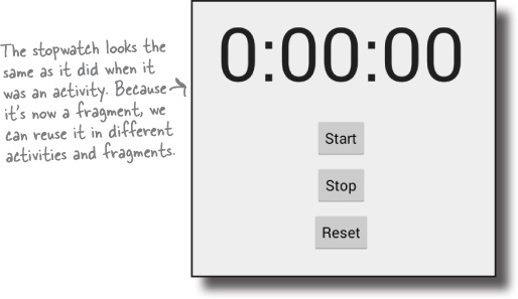 The stopwatch looks the
same as it did when it
was an activity. Because
it's now a fragment, we
can reuse it in different
activities and fragments.
0:00:00
Start
Stop
Reset